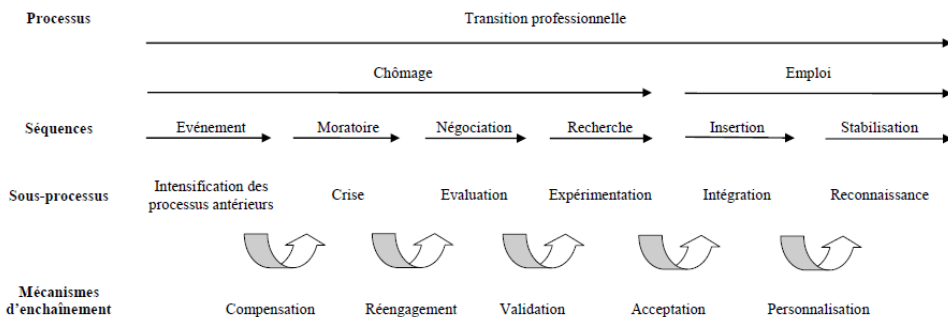 Processus Transition professionnelle
Chômage Emploi
Séquences Evénement Moratoire Négociation Recherche Insertion Stabilisation
Sous-processus Intensification des processus antérieurs Crise Evaluation Expérimentation Intégration Reconnaissance
Mécanismes d'enchaînement Compensation Réengagement Validation Acceptation Personnalisation